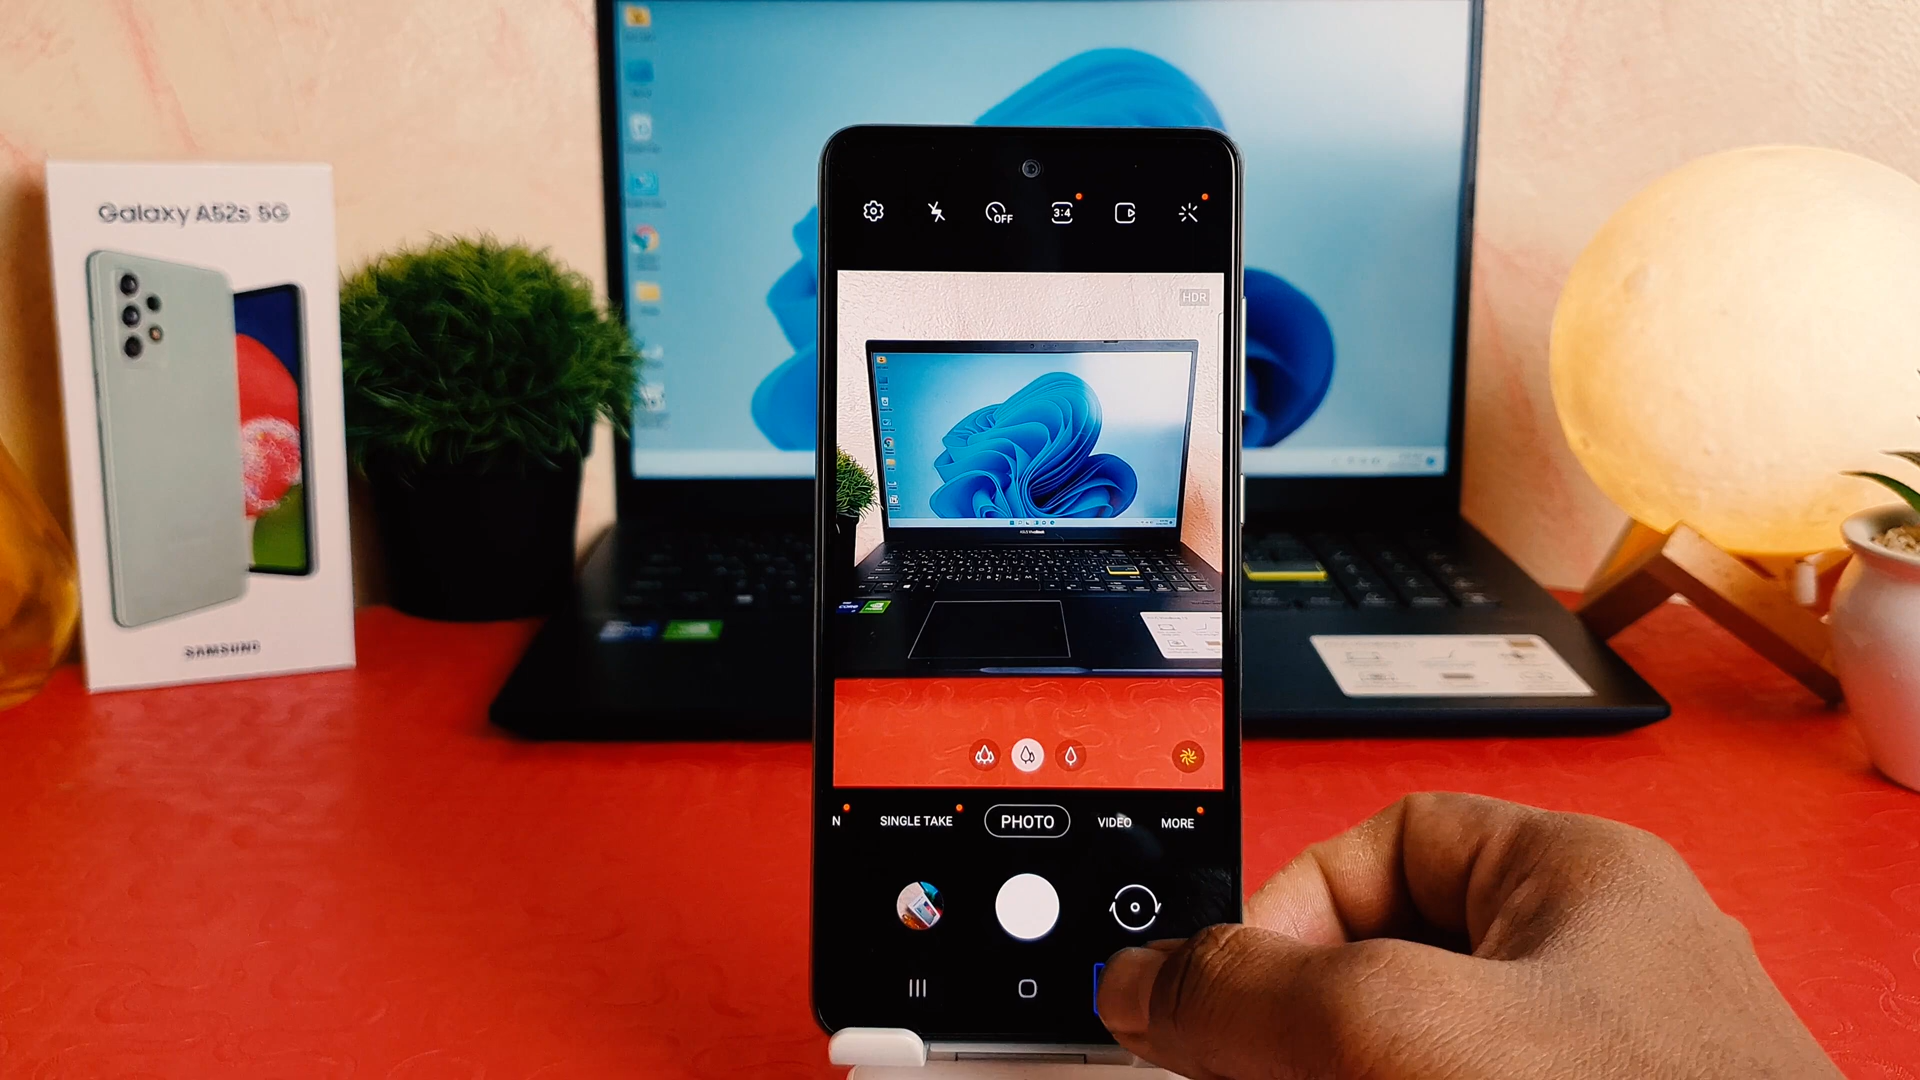 Galaxy A52s 5G
SAMSUNG
OFF
3:4
HDR
N
SINGLE TAKE
PHOTO
VIDEO
MORE